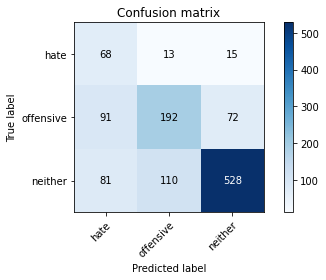 Confusion matrix
True label
hate 68 13 15
offensive 91 192 72
neither 81 110 528
hate offensive neither
Predicted label
500
400
300
200
100